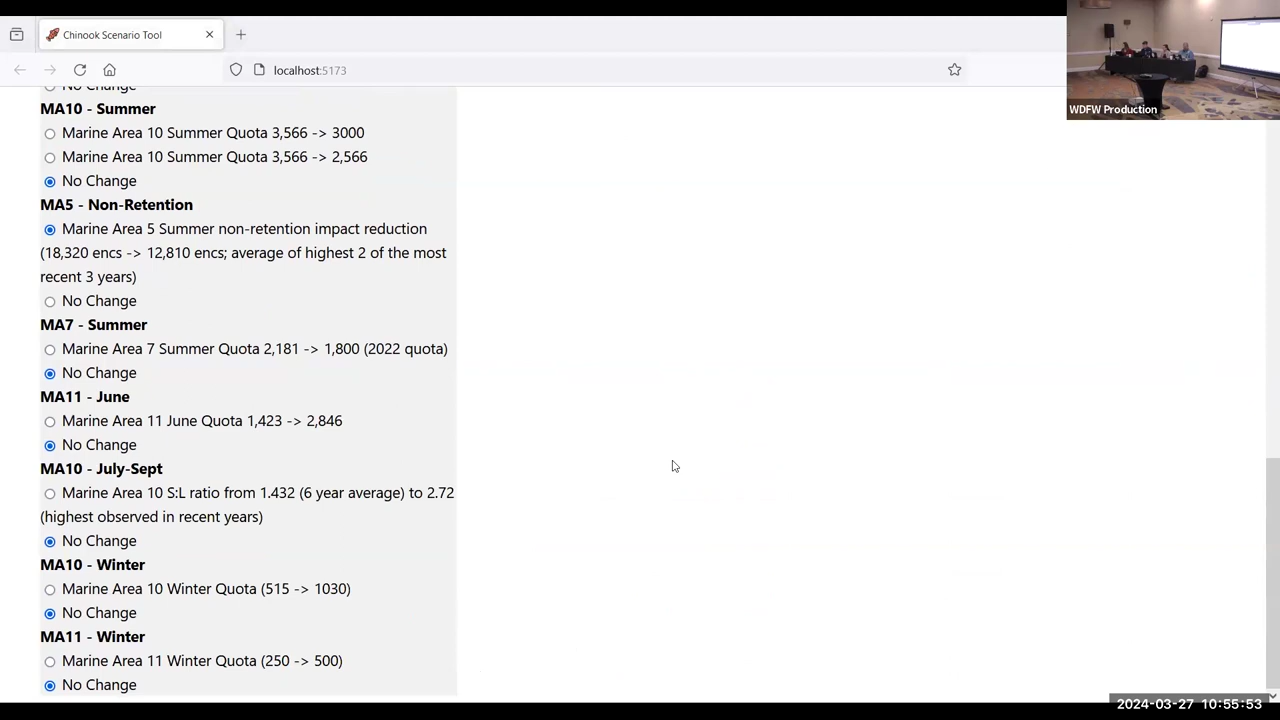 Chinook Scenario Tool
localhost:5173
WDFW Production
No Change
MA10 - Summer
Marine Area 10 Summer Quota 3,566 -> 3000
Marine Area 10 Summer Quota 3,566 -> 2,566
No Change
MA5 - Non-Retention
Marine Area 5 Summer non-retention impact reduction
(18,320 encs -> 12,810 encs; average of highest 2 of the most
recent 3 years)
No Change
MA7 - Summer
Marine Area 7 Summer Quota 2,181 -> 1,800 (2022 quota)
No Change
MA11 - June
Marine Area 11 June Quota 1,423 -> 2,846
No Change
MA10 - July-Sept
Marine Area 10 S:L ratio from 1.432 (6 year average) to 2.72
(highest observed in recent years)
No Change
MA10 - Winter
Marine Area 10 Winter Quota (515 -> 1030)
No Change
MA11 - Winter
Marine Area 11 Winter Quota (250 -> 500)
No Change
2024-03-27 10:55:53